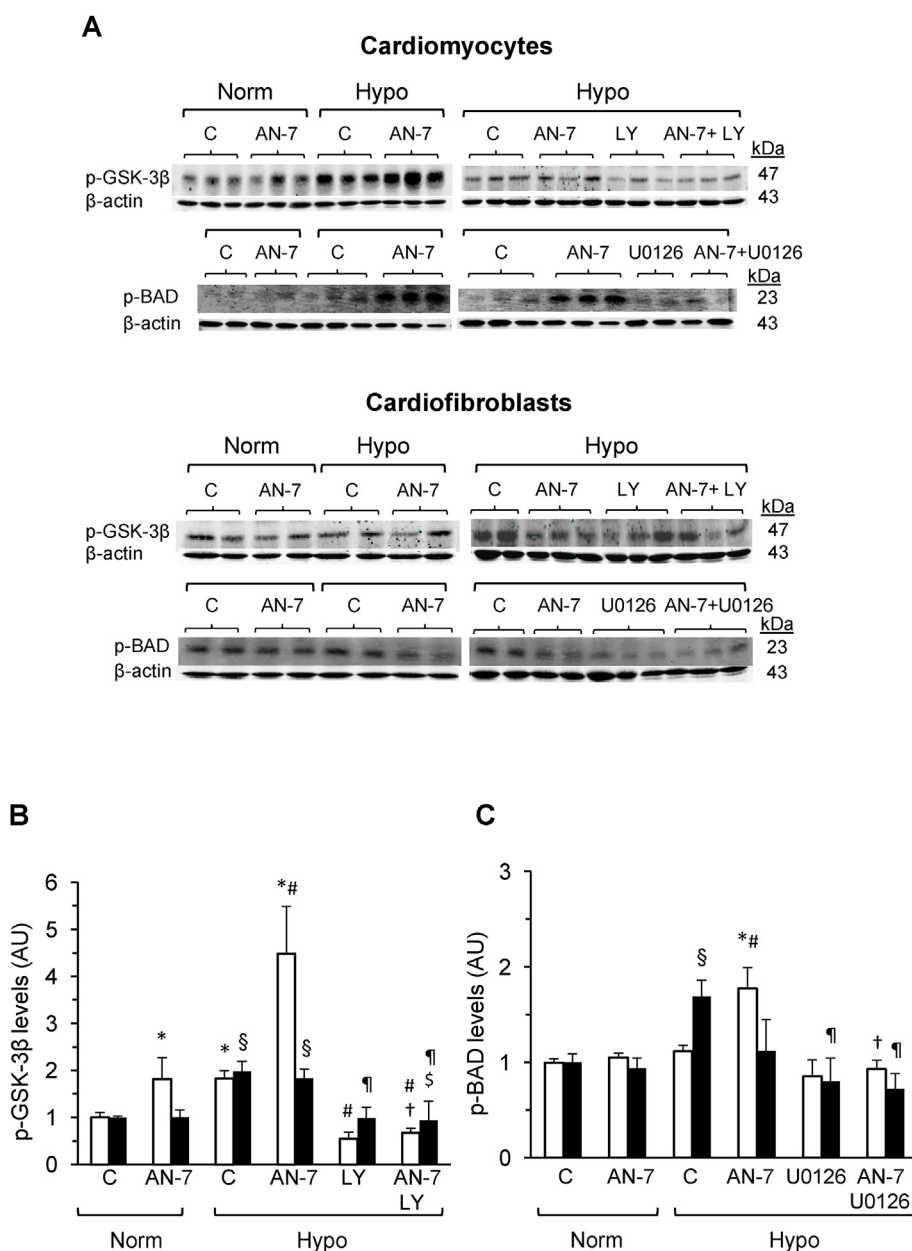 A
Cardiomyocytes
Norm Hypo Hypo
C AN-7 C AN-7 C AN-7 LY AN-7+ LY
kDa
p-GSK-3β 47
β-actin 43
C AN-7 C AN-7 C AN-7 U0126 AN-7+U0126
kDa
p-BAD 23
β-actin 43
Cardiofibroblasts
Norm Hypo Hypo
C AN-7 C AN-7 C AN-7 LY AN-7+ LY
kDa
p-GSK-3β 47
β-actin 43
C AN-7 C AN-7 C AN-7 U0126 AN-7+U0126
kDa
p-BAD 23
β-actin 43
B
p-GSK-3β levels (AU)
6
5
4
3
2
1
0
*
*
§
*#
§
#
¶
#
†
¶
$
C AN-7 C AN-7 LY AN-7
LY
Norm Hypo
C
p-BAD levels (AU)
3
2
1
0
§
*#
¶
†
¶
C AN-7 C AN-7 U0126 AN-7
U0126
Norm Hypo